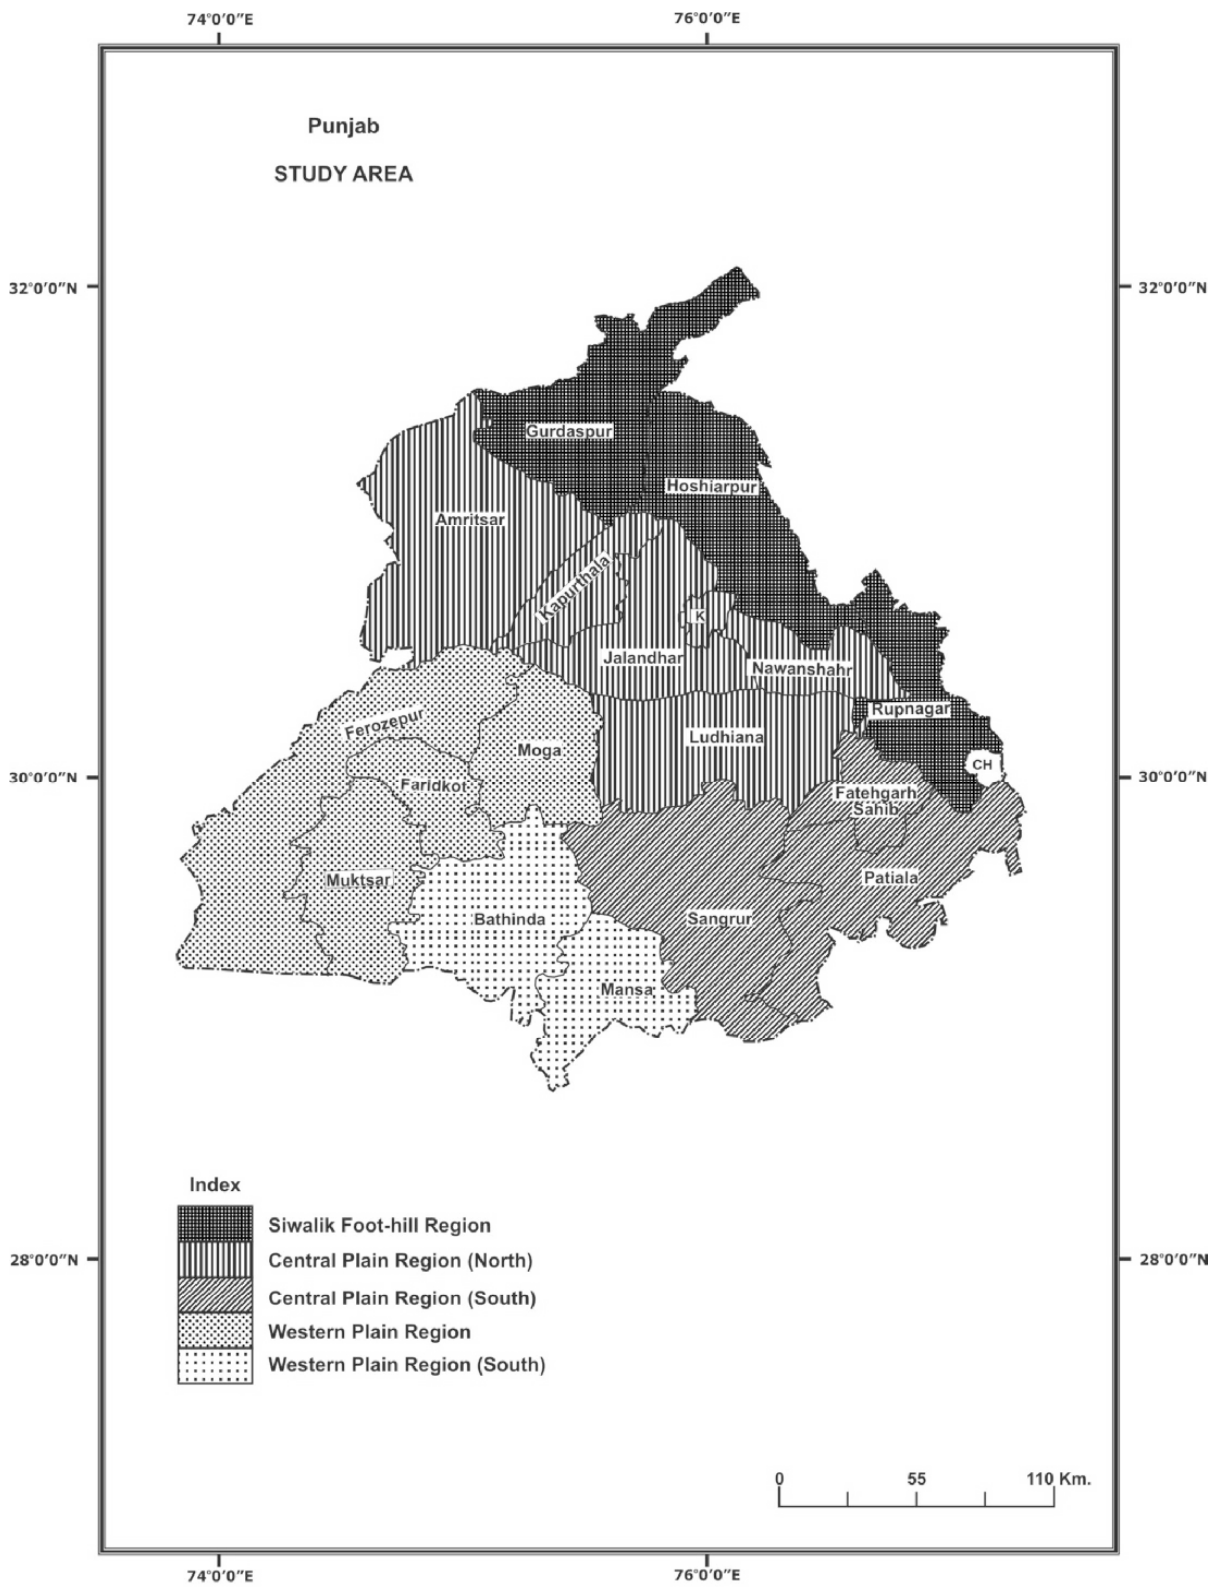 74°0'0"E 76°0'0"E
Punjab
STUDY AREA
32°0'0"N 32°0'0"N
Gurdaspur
Hoshiarpur
Amritsar
Kapurthala
K
Jalandhar
Nawanshahr
Rupnagar
Ferozepur
Ludhiana
Moga
CH
30°0'0"N 30°0'0"N
Faridkot
Fatehgarh
Sahib
Muktsar
Patiala
Bathinda
Sangrur
Mansa
Index
Siwalik Foot-hill Region
28°0'0"N 28°0'0"N
Central Plain Region (North)
Central Plain Region (South)
Western Plain Region
Western Plain Region (South)
0 55 110 Km.
74°0'0"E 76°0'0"E